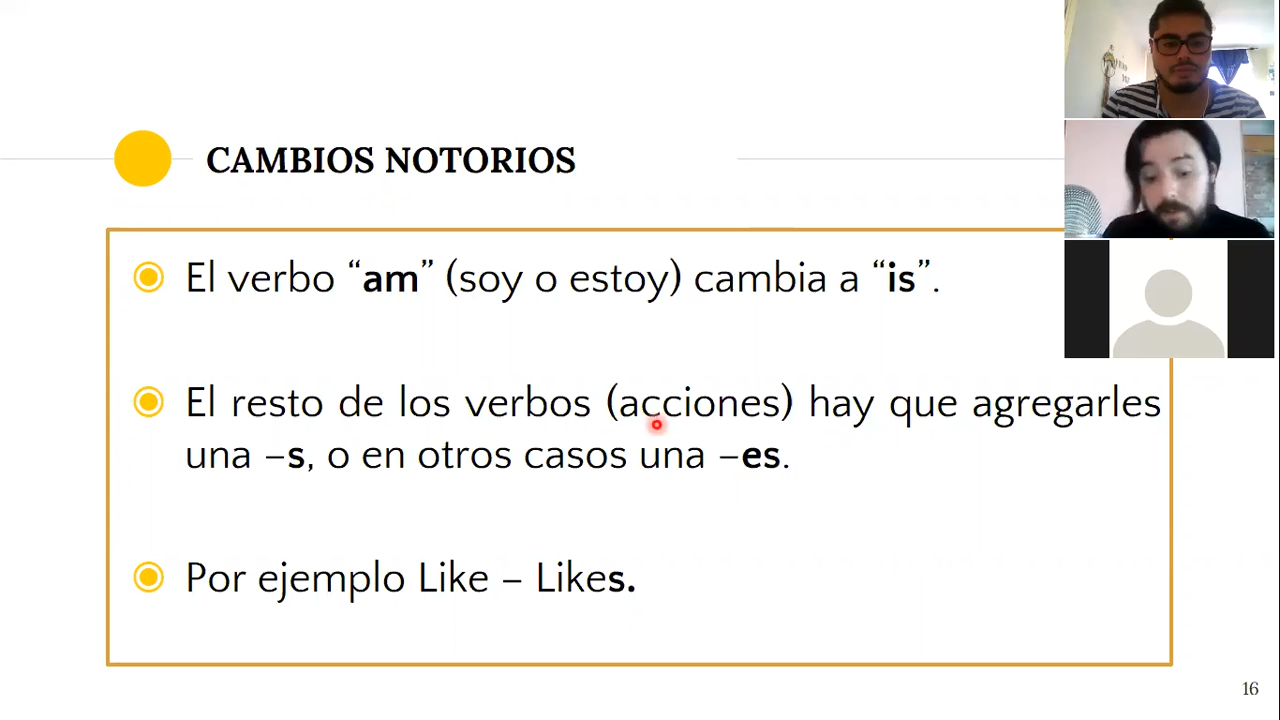 CAMBIOS NOTORIOS
El verbo “am” (soy o estoy) cambia a “is”.
El resto de los verbos (acciones) hay que agregarles
una –s, o en otros casos una –es.
Por ejemplo Like – Likes.
16